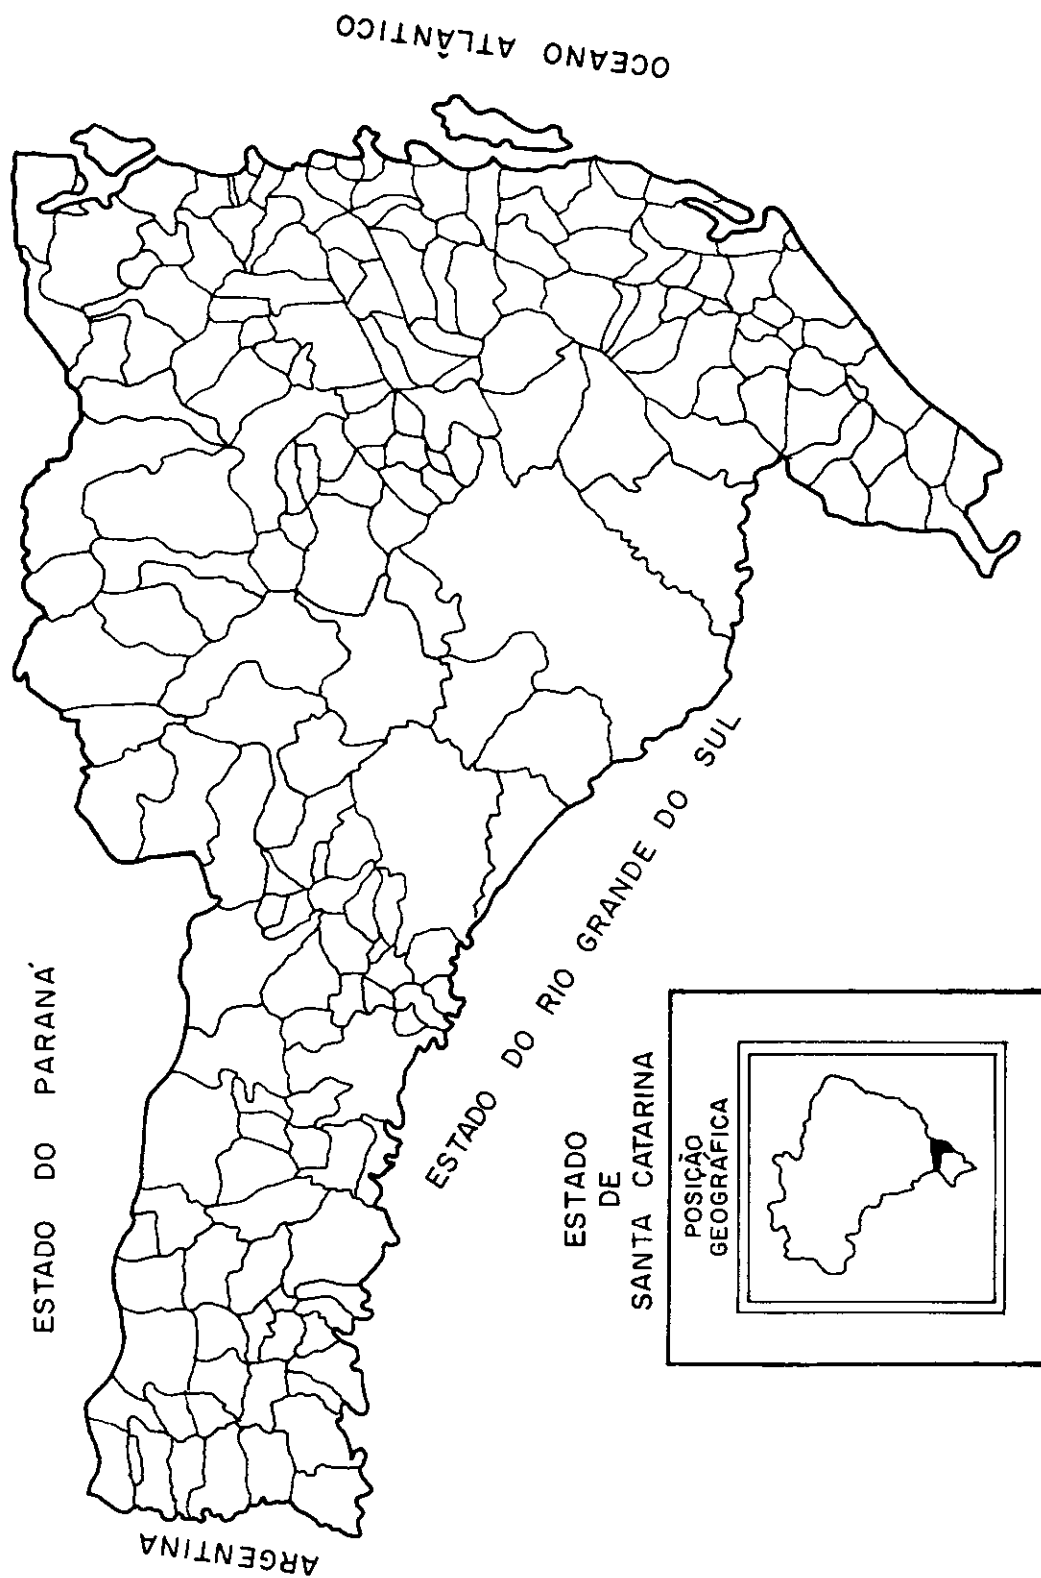 OCEANO ATLÂNTICO
ESTADO DO PARANÁ
ESTADO DO RIO GRANDE DO SUL
ARGENTINA
ESTADO
DE
SANTA CATARINA
POSIÇÃO
GEOGRÁFICA